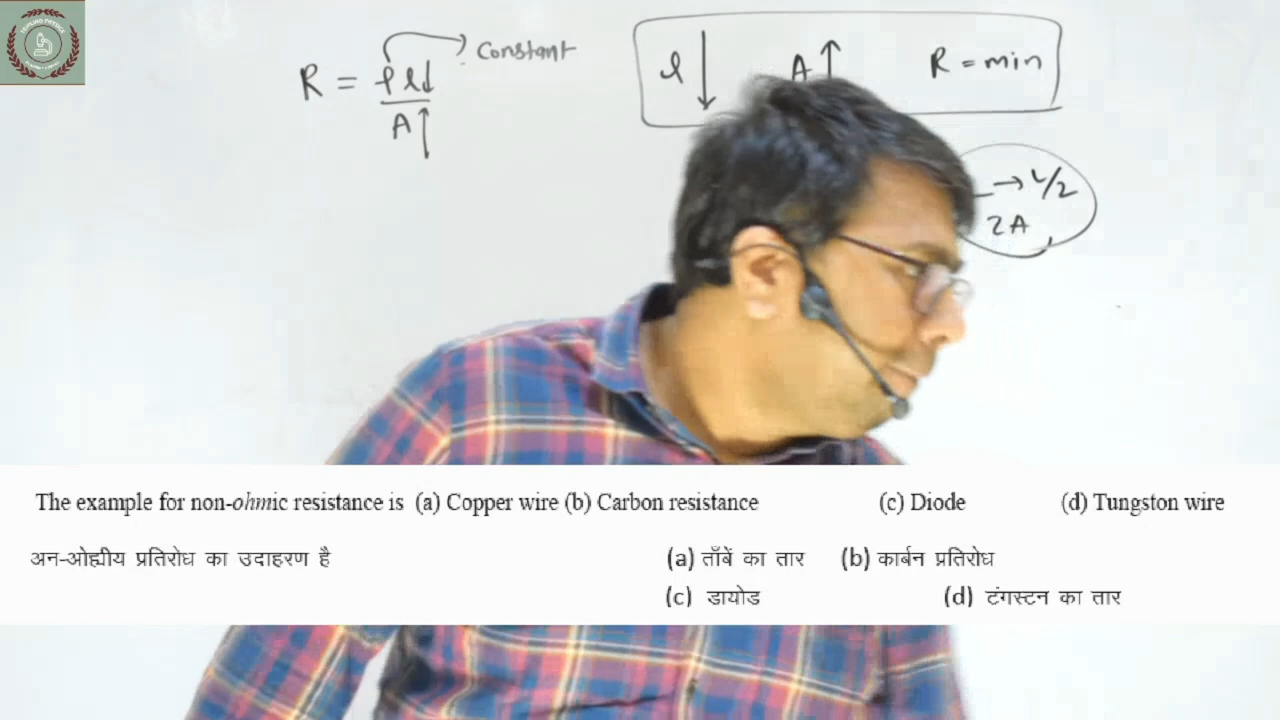 R = ρ l↓ / A↑ → Constant
l ↓ A ↑ R = min
→ L/2
2A
The example for non-ohmic resistance is (a) Copper wire (b) Carbon resistance (c) Diode (d) Tungston wire
अन-ओह्मीय प्रतिरोध का उदाहरण है (a) ताँबें का तार (b) कार्बन प्रतिरोध
(c) डायोड (d) टंगस्टन का तार